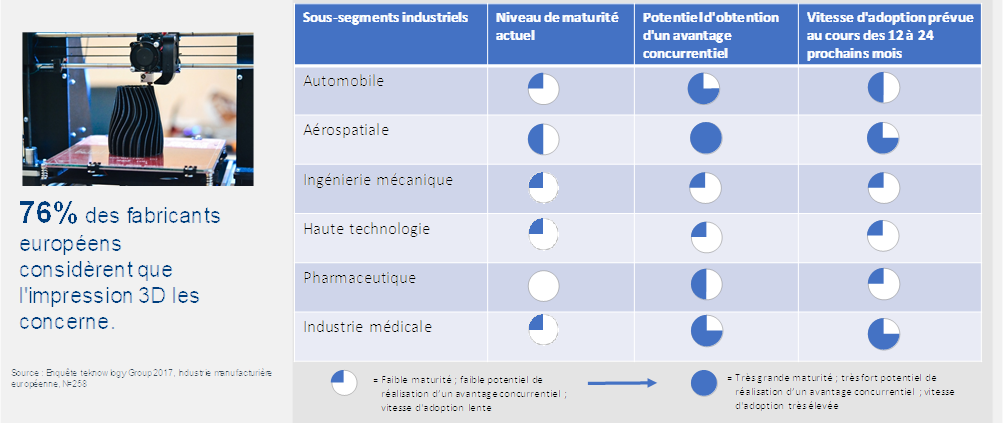 76% des fabricants
européens
considèrent que
l'impression 3D les
concerne.
Source : Enquête teknowlogy Group 2017, Industrie manufacturière
européenne, N=258
Sous-segments industriels
Niveau de maturité
actuel
Potentiel d'obtention
d'un avantage
concurrentiel
Vitesse d'adoption prévue
au cours des 12 à 24
prochains mois
Automobile
Aérospatiale
Ingénierie mécanique
Haute technologie
Pharmaceutique
Industrie médicale
= Faible maturité ; faible potentiel de
réalisation d'un avantage concurrentiel ;
vitesse d'adoption lente
= Très grande maturité ; très fort potentiel de
réalisation d'un avantage concurrentiel ; vitesse
d'adoption très élevée